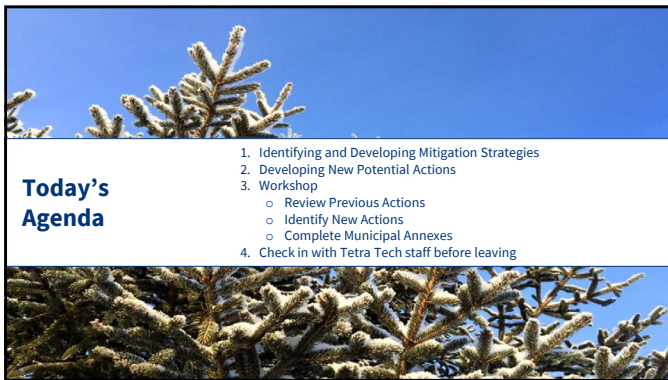 Today's
Agenda
1. Identifying and Developing Mitigation Strategies
2. Developing New Potential Actions
3. Workshop
o Review Previous Actions
o Identify New Actions
o Complete Municipal Annexes
4. Check in with Tetra Tech staff before leaving